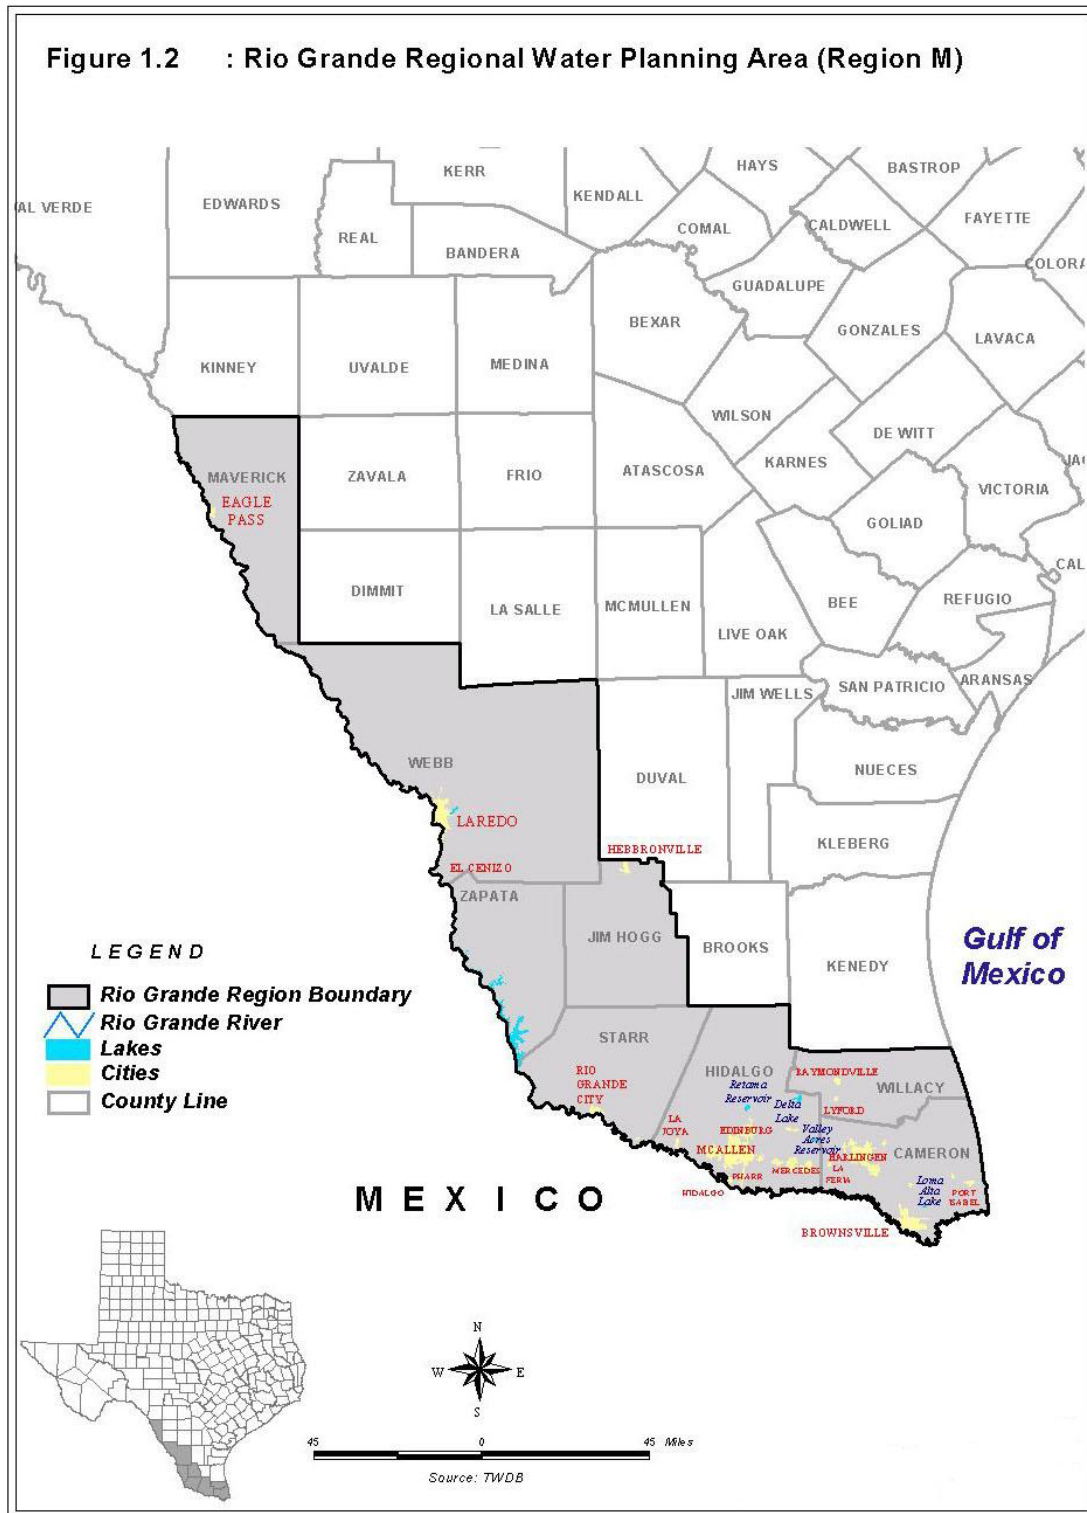 Figure 1.2 : Rio Grande Regional Water Planning Area (Region M)
KERR
HAYS
BASTROP
KENDALL
AL VERDE
EDWARDS
FAYETTE
CALDWELL
COMAL
REAL
BANDERA
COLORA
GUADALUPE
BEXAR
GONZALES
LAVACA
KINNEY
UVALDE
MEDINA
WILSON
DE WITT
KARNES
JA
MAVERICK
ZAVALA
FRIO
ATASCOSA
VICTORIA
EAGLE
PASS
GOLIAD
CAL
DIMMIT
LA SALLE
MCMULLEN
BEE
REFUGIO
LIVE OAK
ARANSAS
JIM WELLS
SAN PATRICIO
WEBB
DUVAL
NUECES
LAREDO
KLEBERG
HEBBRONVILLE
EL CENIZO
ZAPATA
JIM HOGG
BROOKS
KENEDY
Gulf of
Mexico
LEGEND
Rio Grande Region Boundary
Rio Grande River
Lakes
Cities
County Line
STARR
RIO
GRANDE
CITY
HIDALGO
Retama
Reservoir
RAYMONDVILLE
WILLACY
Delta
Lake
LYFORD
LA
JOYA
EDINBURG
Valley
Acres
Reservoir
MCALLEN
HARLINGEN
CAMERON
PHARR
MERCEDES
LA
FERIA
HIDALGO
Loma
Alta
Lake
PORT
ISABEL
BROWNSVILLE
MEXICO
N
W
E
S
45
0
45
Miles
Source: TWDB